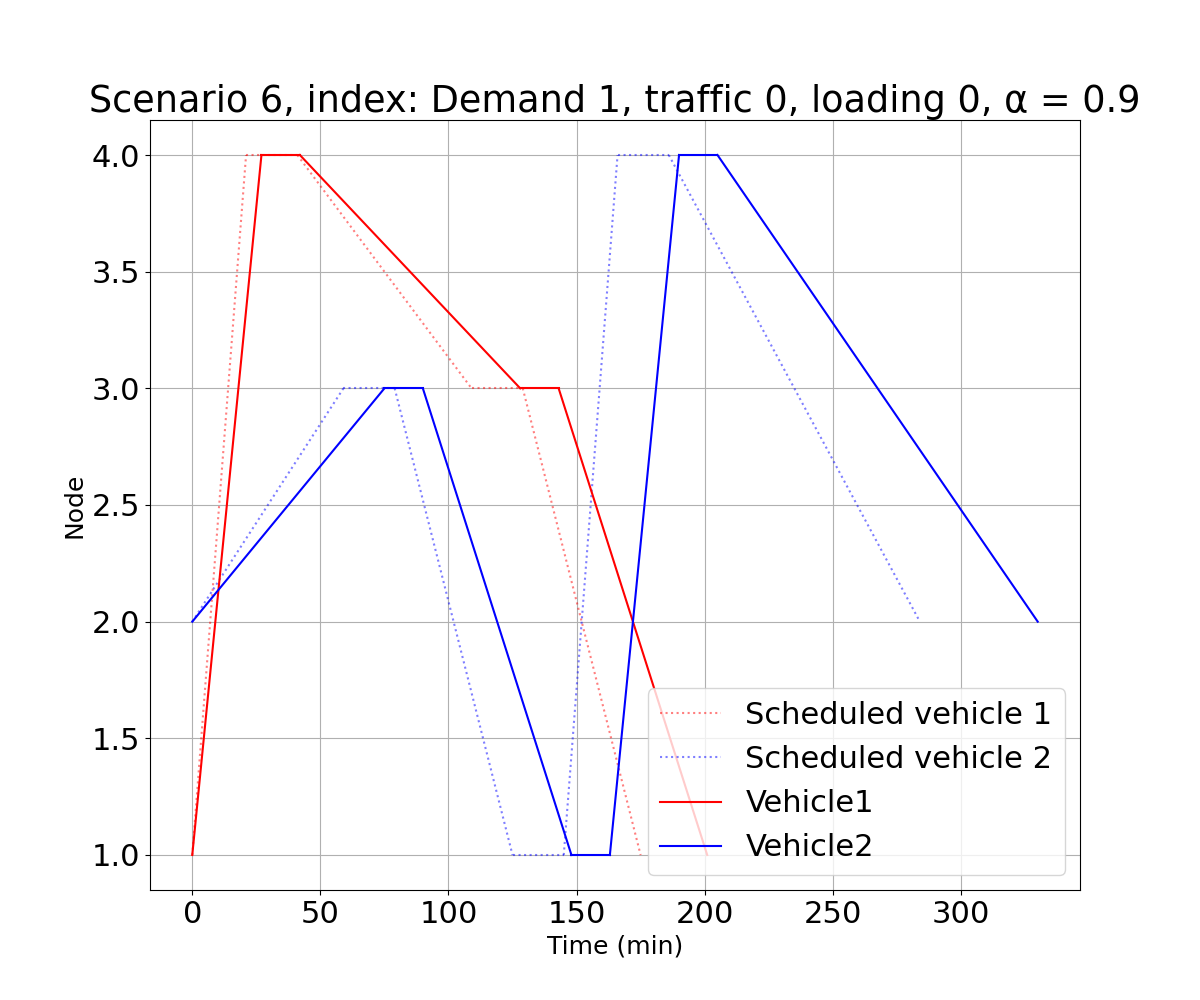 Scenario 6, index: Demand 1, traffic 0, loading 0, α = 0.9
4.0
3.5
3.0
2.5
2.0
1.5
1.0
Node
Scheduled vehicle 1
Scheduled vehicle 2
Vehicle1
Vehicle2
0 50 100 150 200 250 300
Time (min)